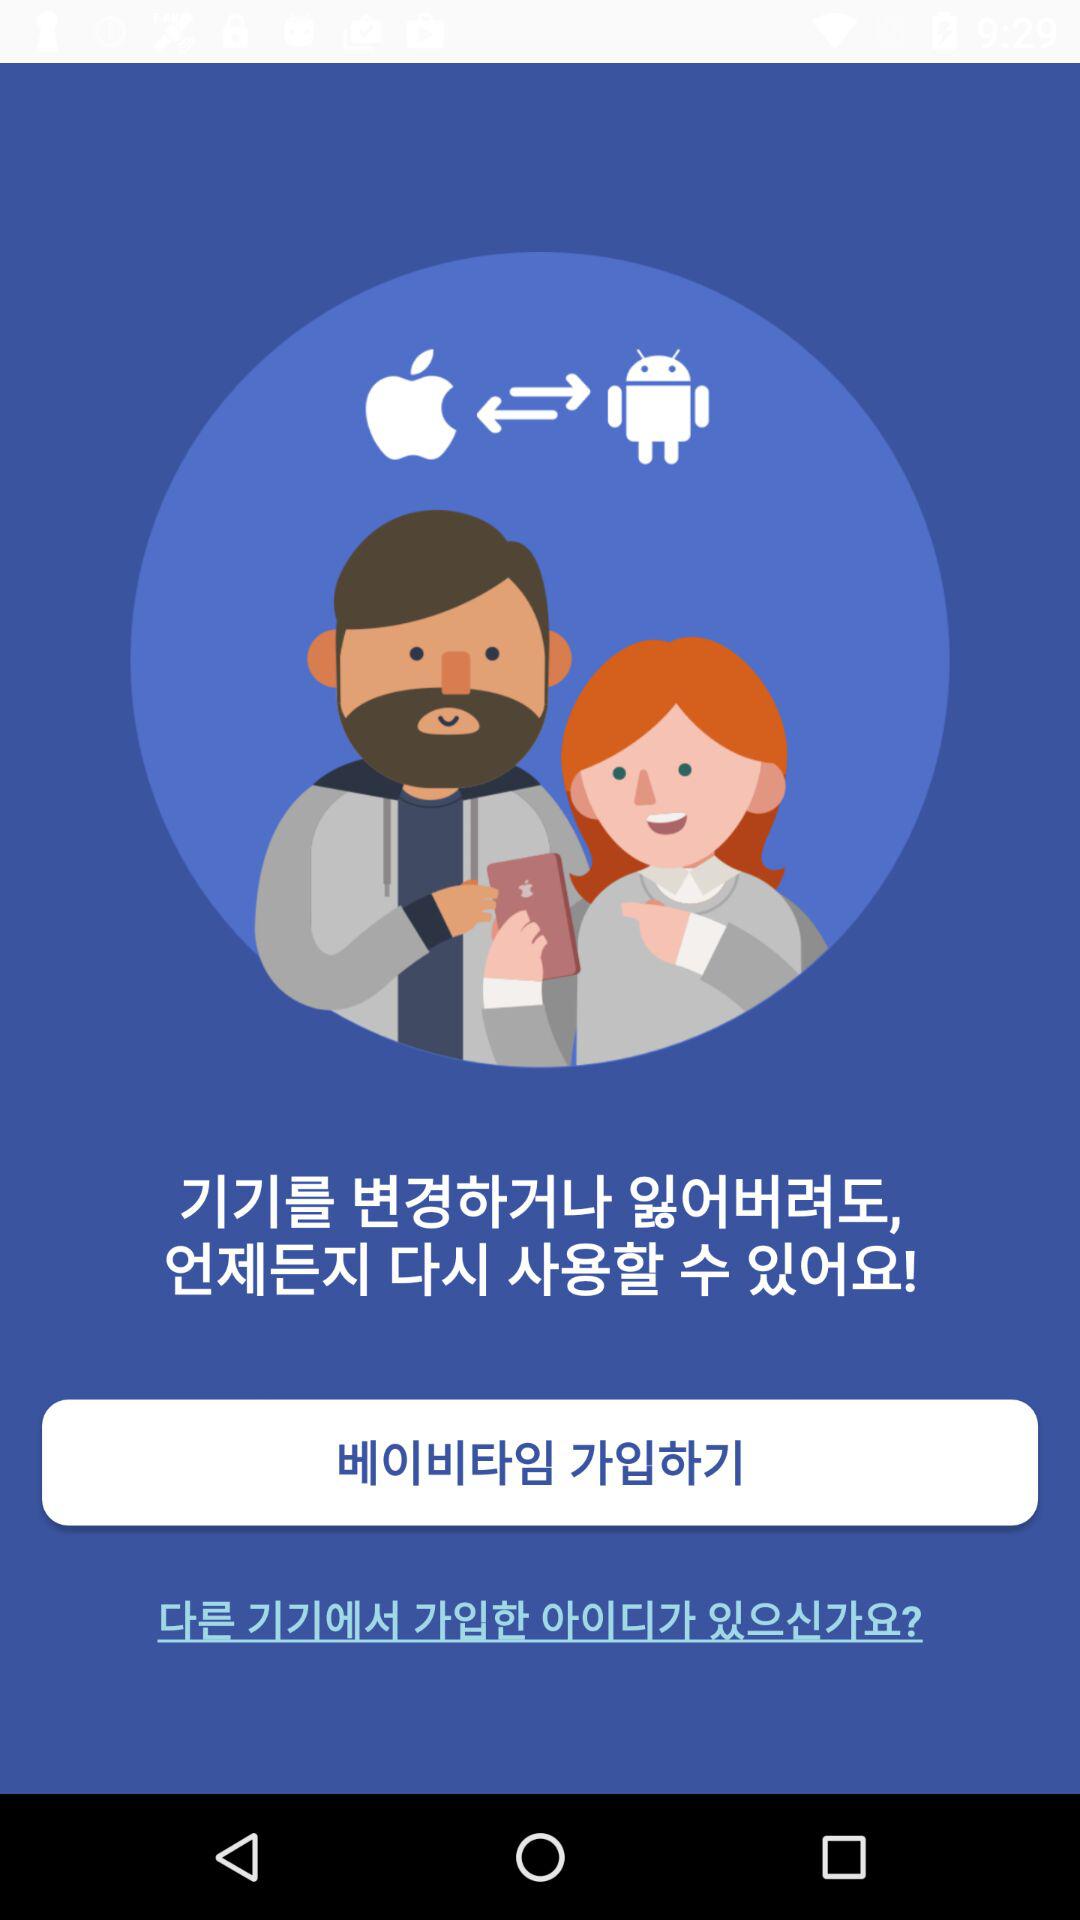 9:29
기기를 변경하거나 잃어버려도,
언제든지 다시 사용할 수 있어요!
베이비타임 가입하기
다른 기기에서 가입한 아이디가 있으신가요?